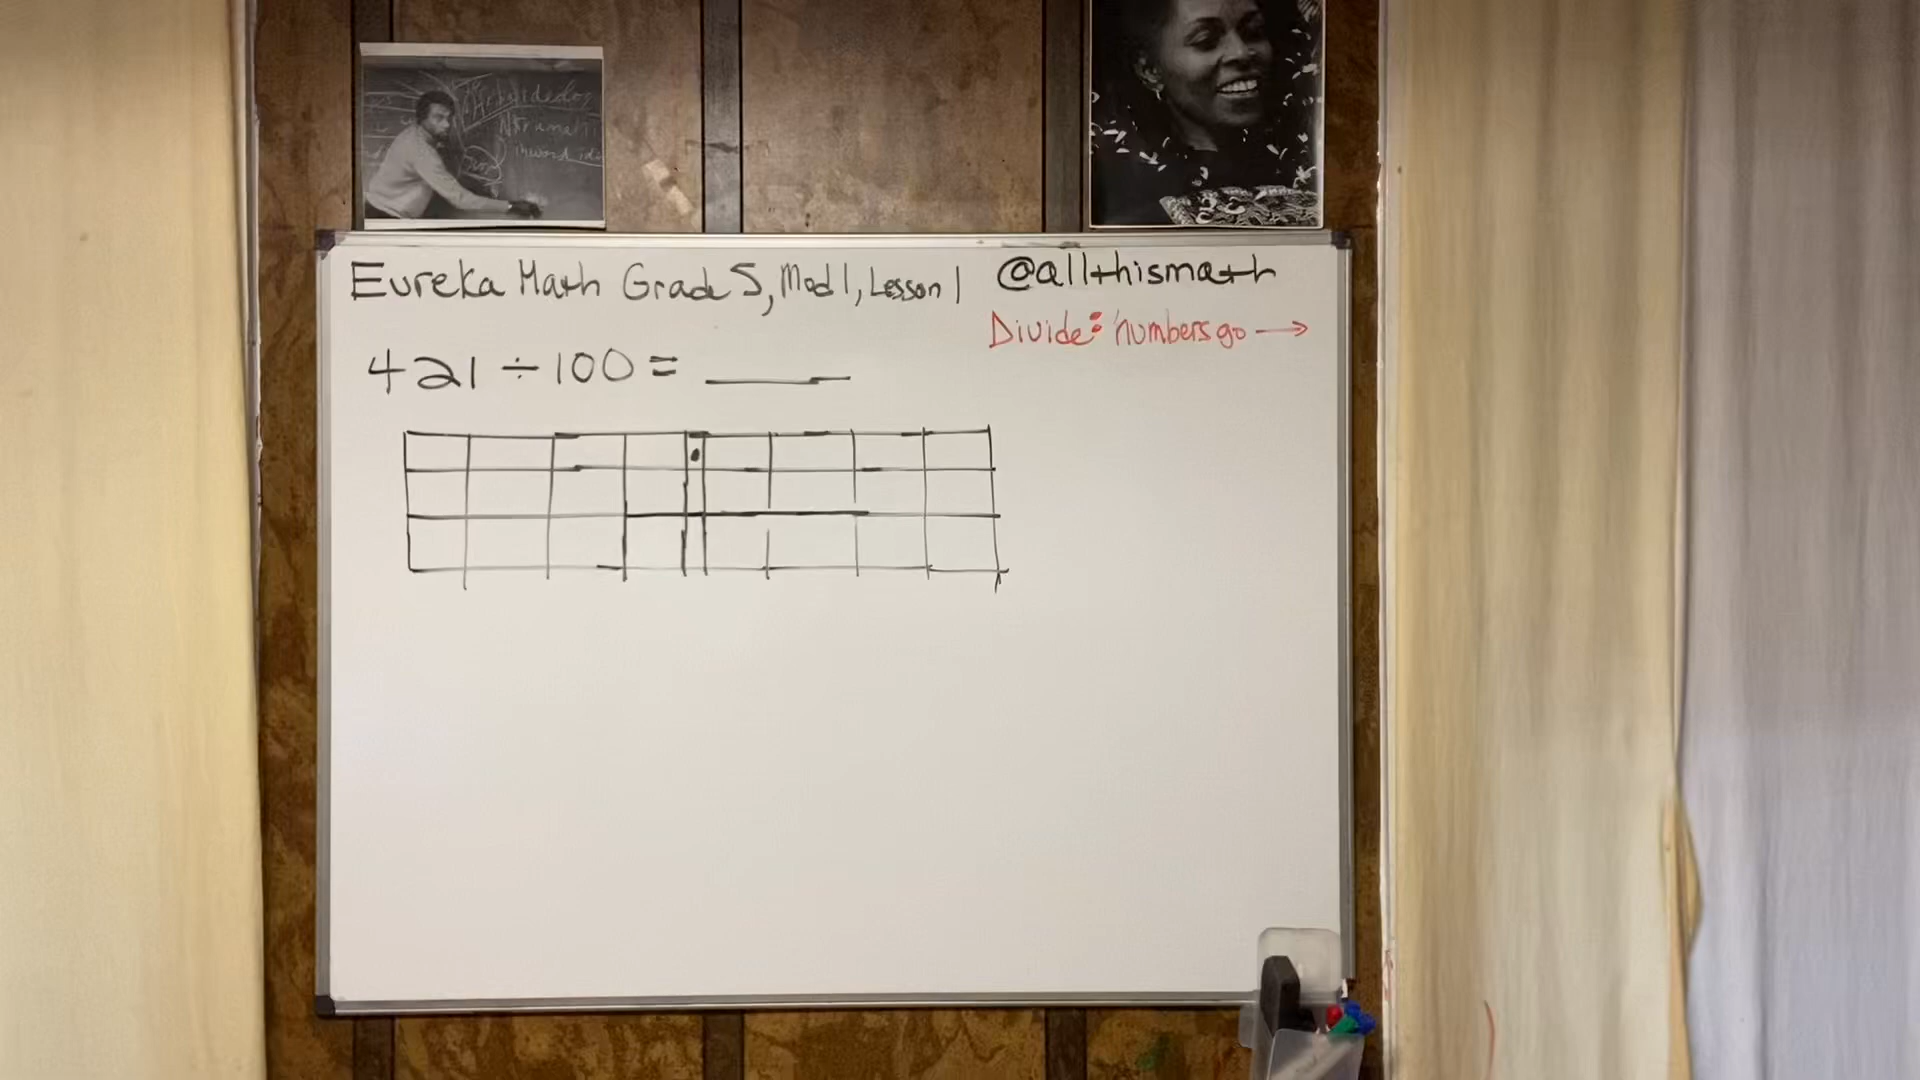 Eureka Math Grade 5, Mod 1, Lesson 1
@allthismath
Divide: numbers go →
421 ÷ 100 = ____
.